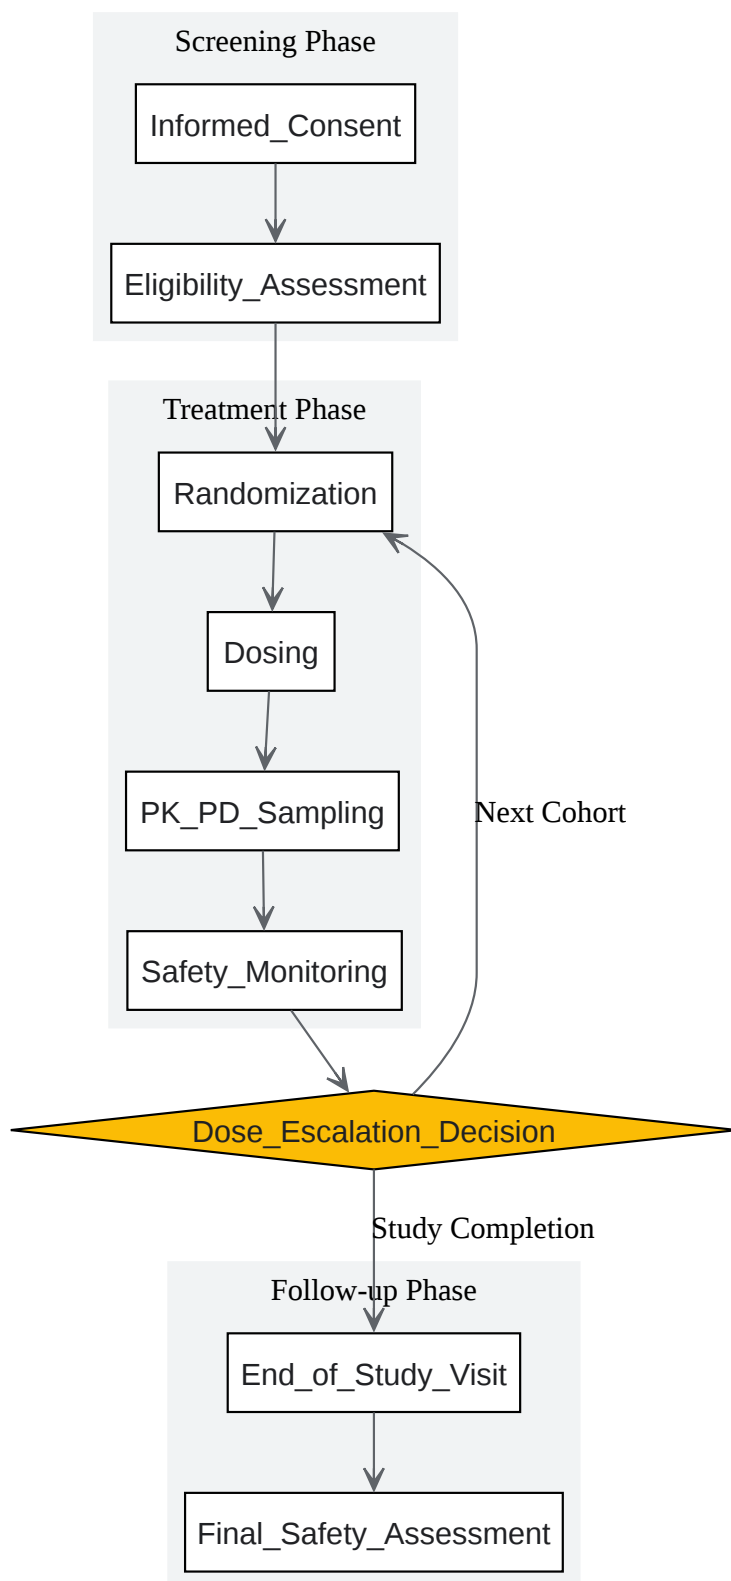 Screening Phase
Informed_Consent
Eligibility_Assessment
Treatment Phase
Randomization
Dosing
PK_PD_Sampling
Next Cohort
Safety_Monitoring
Dose_Escalation_Decision
Study Completion
Follow-up Phase
End_of_Study_Visit
Final_Safety_Assessment